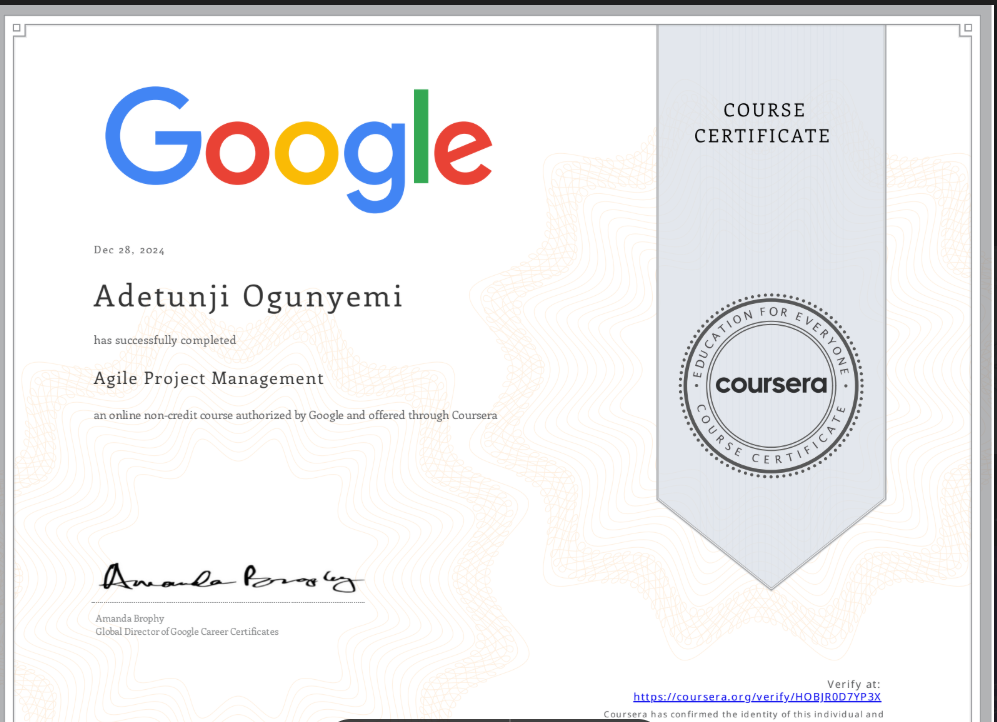 Google
COURSE
CERTIFICATE
Dec 28, 2024
Adetunji Ogunyemi
has successfully completed
Agile Project Management
an online non-credit course authorized by Google and offered through Coursera
EDUCATION FOR EVERYONE
coursera
COURSE CERTIFICATE
Amanda Brophy
Amanda Brophy
Global Director of Google Career Certificates
Verify at:
https://coursera.org/verify/HOBJR0D7YP3X
Coursera has confirmed the identity of this individual and